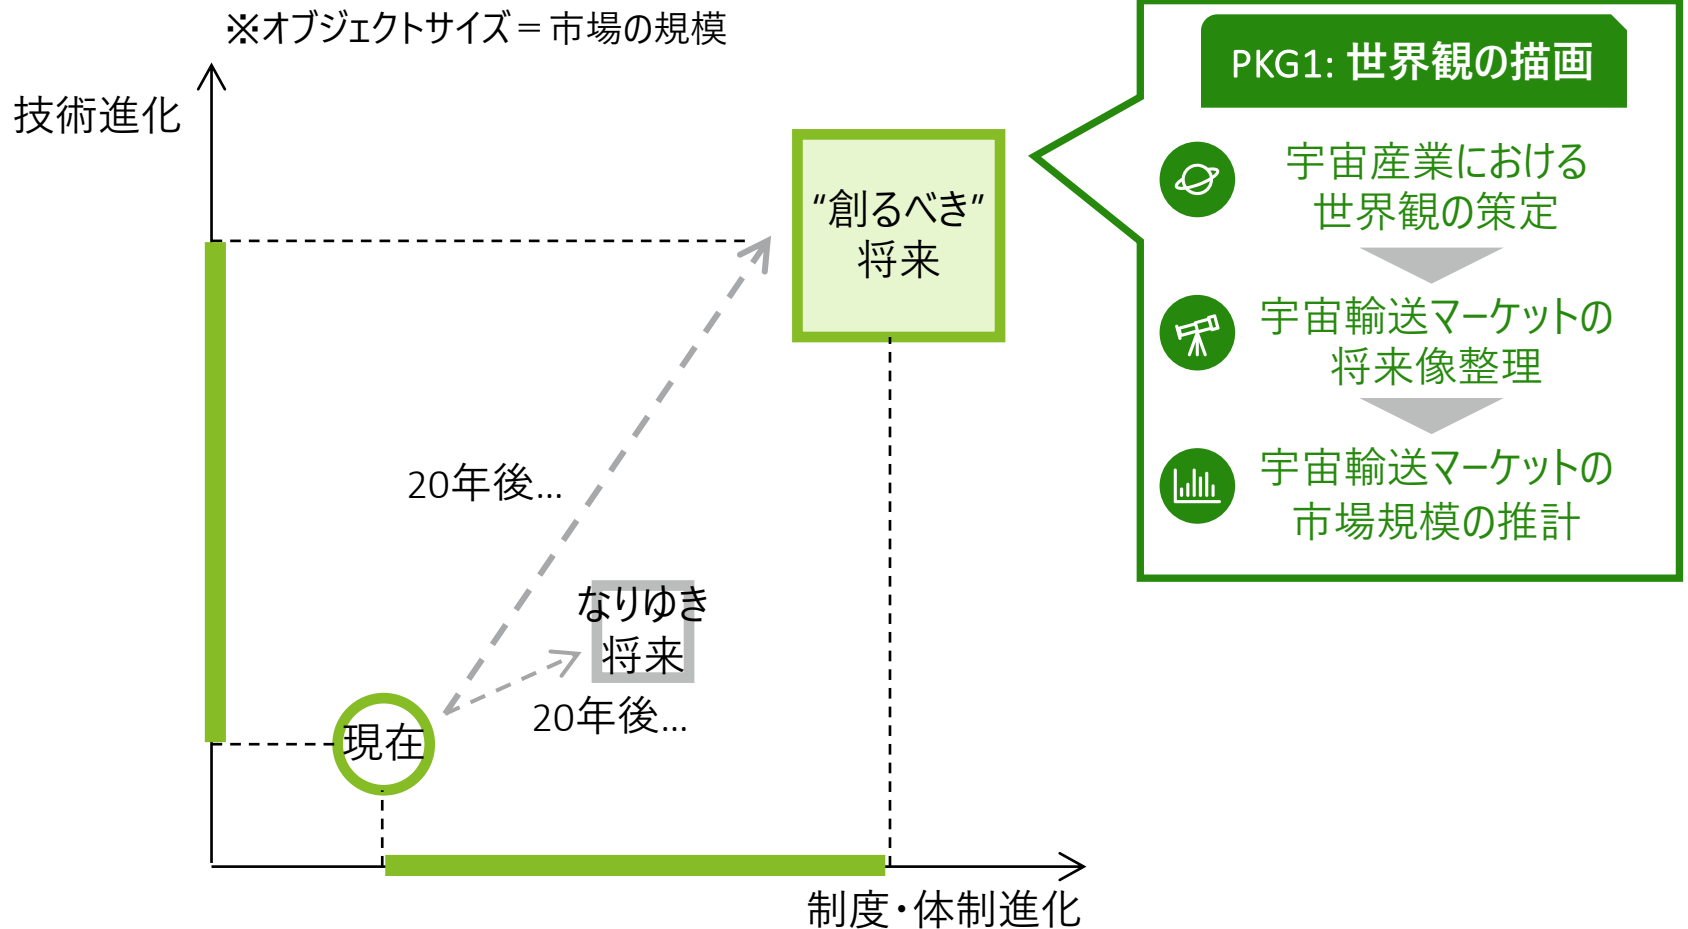 ※オブジェクトサイズ＝市場の規模
技術進化
“創るべき”
将来
20年後…
なりゆき
将来
20年後…
現在
制度・体制進化
PKG1: 世界観の描画
宇宙産業における
世界観の策定
宇宙輸送マーケットの
将来像整理
宇宙輸送マーケットの
市場規模の推計